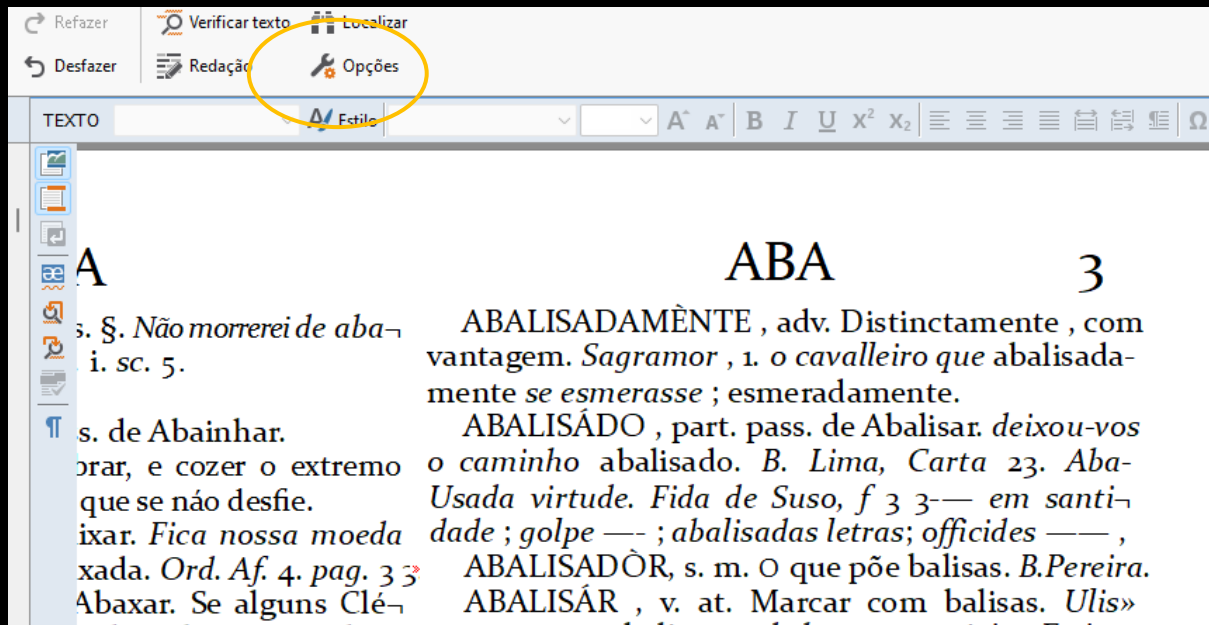 Refazer
Verificar texto
Localizar
Desfazer
Redação
Opções
TEXTO
Estilo
A
s. §. Não morrerei de aba¬
i. sc. 5.
s. de Abainhar.
brar, e cozer o extremo
que se náo desfie.
ixar. Fica nossa moeda
xada. Ord. Af. 4. pag. 3 3»
Abaxar. Se alguns Clé¬
ABA 3
ABALISADAMÈNTE , adv. Distinctamente , com
vantagem. Sagramor , 1. o cavalleiro que abalisada-
mente se esmerasse ; esmeradamente.
ABALISÁDO , part. pass. de Abalisar. deixou-vos
o caminho abalisado. B. Lima, Carta 23. Aba-
Usada virtude. Fida de Suso, f 3 3-— em santi¬
dade ; golpe —- ; abalisadas letras; officides —— ,
ABALISADÒR, s. m. O que põe balisas. B.Pereira.
ABALISÁR , v. at. Marcar com balisas. Ulis»